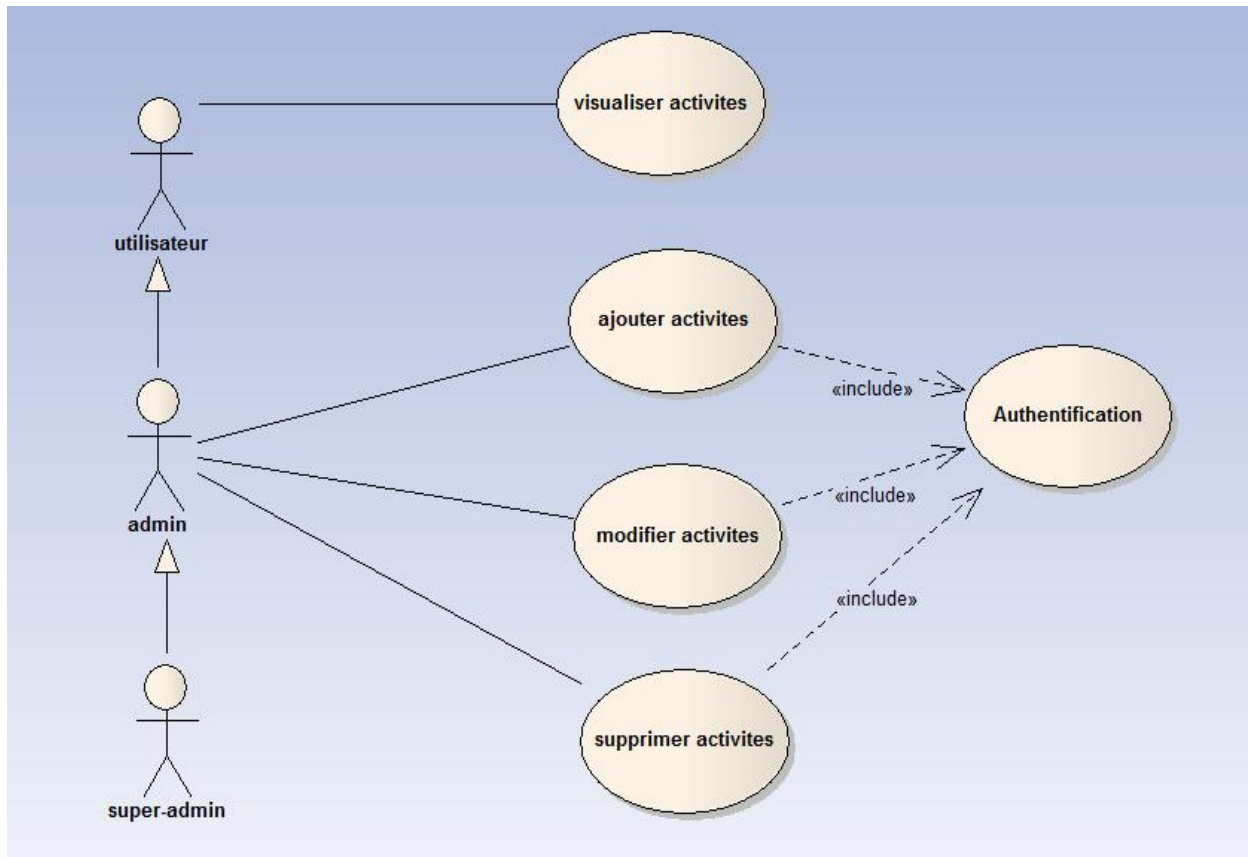 visualiser activites
utilisateur
ajouter activites
«include»
Authentification
admin
«include»
modifier activites
«include»
supprimer activites
super-admin